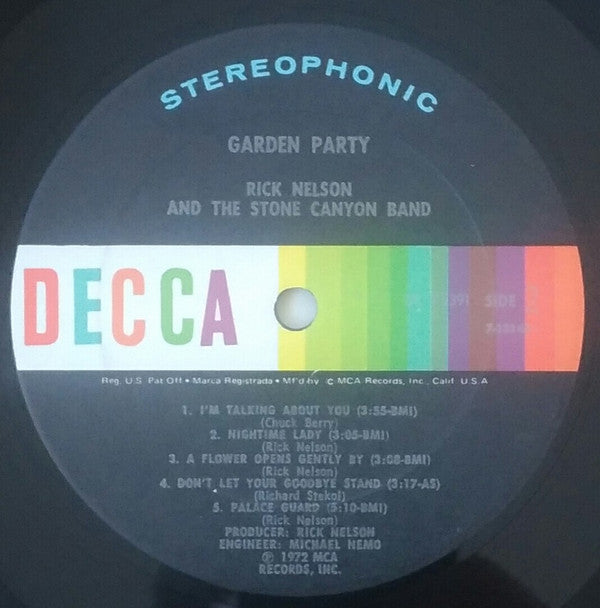 STEREOPHONIC
GARDEN PARTY
RICK NELSON
AND THE STONE CANYON BAND
DECCA
SIDE
Reg. U.S. Pat Off • Marca Registrada • Mf'd by © MCA Records, Inc., Calif. U.S.A
1. I'M TALKING ABOUT YOU (3:55-BMI)
(Chuck Berry)
2. NIGHTIME LADY (3:05-BMI)
(Rick Nelson)
3. A FLOWER OPENS GENTLY BY (3:08-BMI)
(Rick Nelson)
4. DON'T LET YOUR GOODBYE STAND (3:17-AS)
(Richard Stekol)
5. PALACE GUARD (5:10-BMI)
(Rick Nelson)
PRODUCER: RICK NELSON
ENGINEER: MICHAEL NEMO
℗ 1972 MCA
RECORDS, INC.